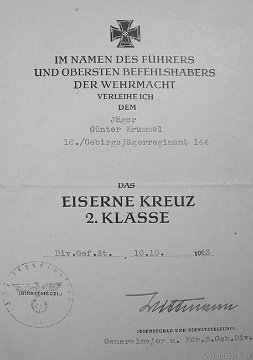 IM NAMEN DES FÜHRERS
UND OBERSTEN BEFEHLSHABERS
DER WEHRMACHT
VERLEIHE ICH
DEM
Jäger
Günter Krummel
16./Gebirgsjägerregiment 144
DAS
EISERNE KREUZ
2. KLASSE
Div.Gef.St. 10.10. 1943
(DIENSTSIEGEL)
Wittmann
(DIENSTGRAD UND DIENSTSTELLUNG)
Generalmajor u. Kdr.3.Geb.Div.